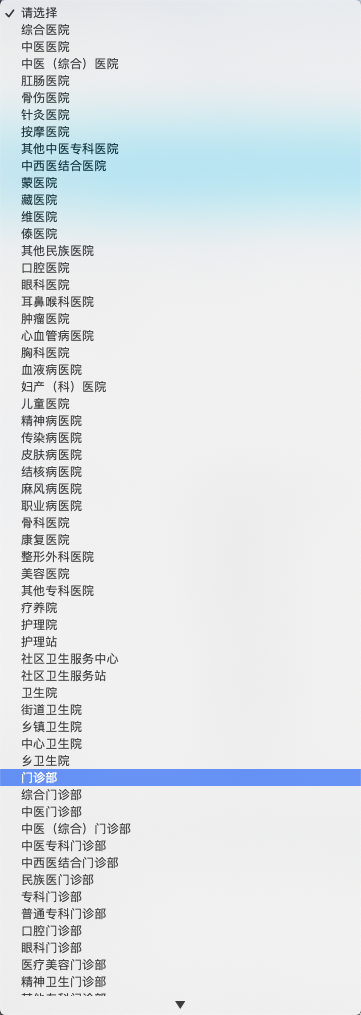 请选择
综合医院
中医医院
中医（综合）医院
肛肠医院
骨伤医院
针灸医院
按摩医院
其他中医专科医院
中西医结合医院
蒙医院
藏医院
维医院
傣医院
其他民族医院
口腔医院
眼科医院
耳鼻喉科医院
肿瘤医院
心血管病医院
胸科医院
血液病医院
妇产（科）医院
儿童医院
精神病医院
传染病医院
皮肤病医院
结核病医院
麻风病医院
职业病医院
骨科医院
康复医院
整形外科医院
美容医院
其他专科医院
疗养院
护理院
护理站
社区卫生服务中心
社区卫生服务站
卫生院
街道卫生院
乡镇卫生院
中心卫生院
乡卫生院
门诊部
综合门诊部
中医门诊部
中医（综合）门诊部
中医专科门诊部
中西医结合门诊部
民族医门诊部
专科门诊部
普通专科门诊部
口腔门诊部
眼科门诊部
医疗美容门诊部
精神卫生门诊部
其他专科门诊部